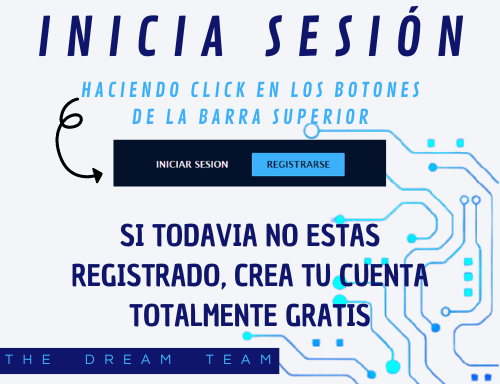 INICIA SESIÓN
HACIENDO CLICK EN LOS BOTONES
DE LA BARRA SUPERIOR
INICIAR SESION REGISTRARSE
SI TODAVIA NO ESTAS
REGISTRADO, CREA TU CUENTA
TOTALMENTE GRATIS
THE DREAM TEAM